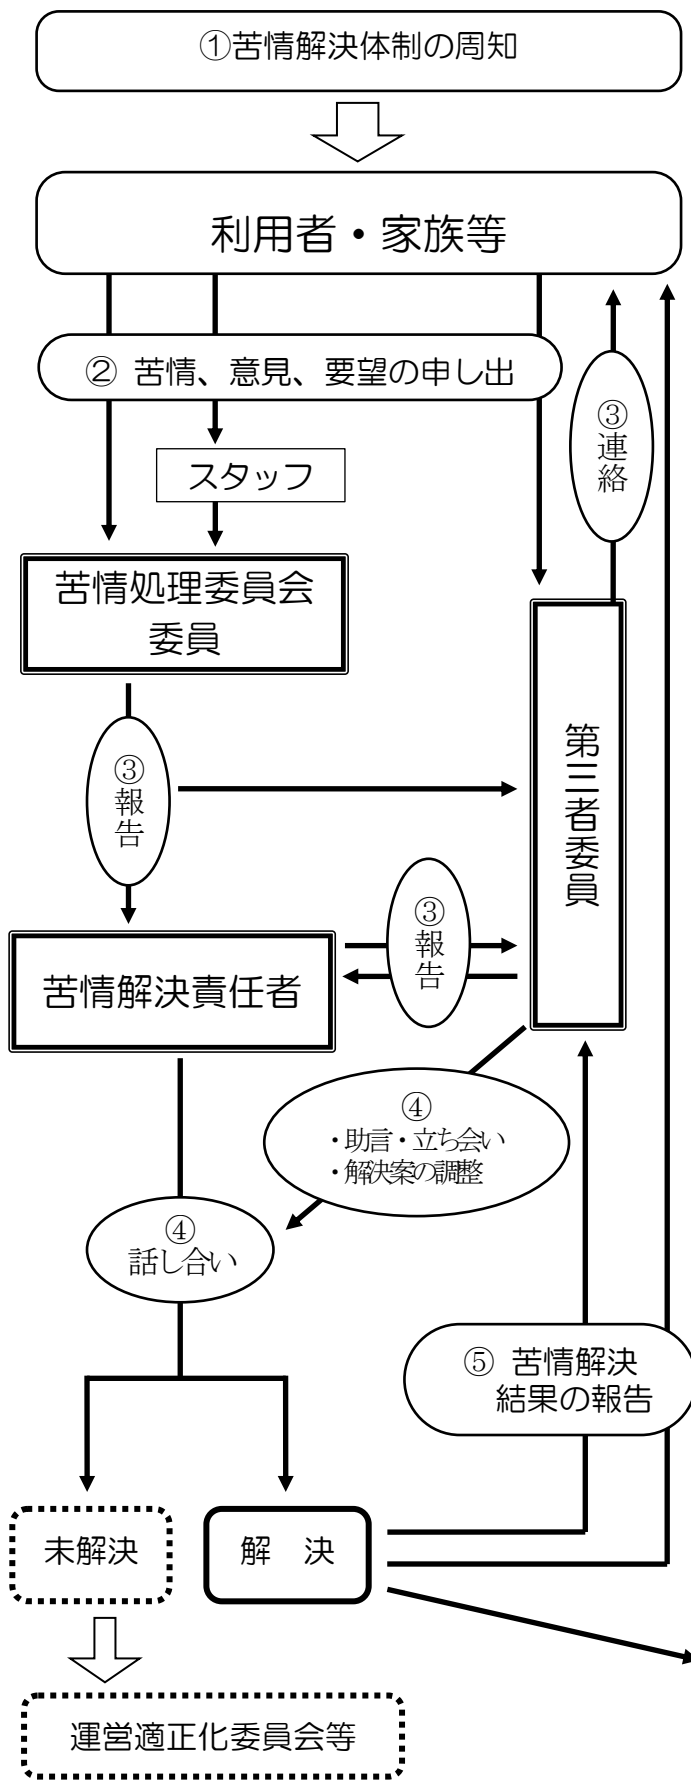 ①苦情解決体制の周知
利用者・家族等
② 苦情、意見、要望の申し出
③連絡
スタッフ
苦情処理委員会
委員
第三者委員
③報告
③報告
苦情解決責任者
④
・助言・立ち会い
・解決案の調整
④
話し合い
⑤ 苦情解決
結果の報告
未解決
解　決
運営適正化委員会等